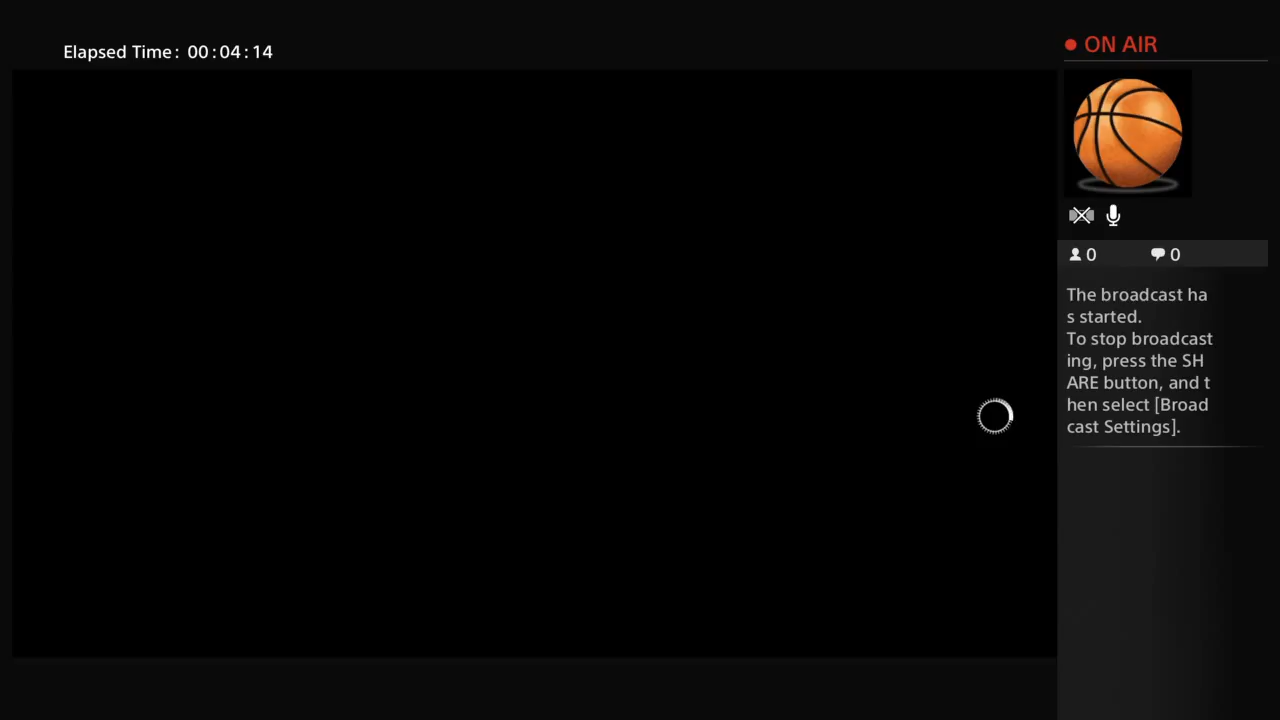 Elapsed Time: 00:04:14
ON AIR
0 0
The broadcast ha
s started.
To stop broadcast
ing, press the SH
ARE button, and t
hen select [Broad
cast Settings].